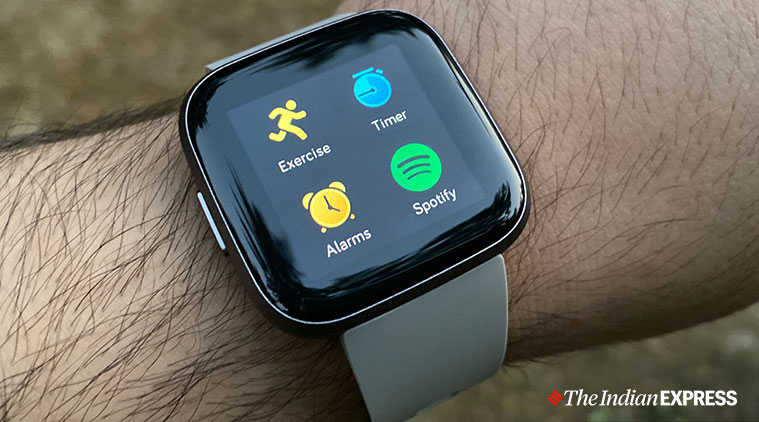 Exercise
Timer
Alarms
Spotify
The Indian EXPRESS